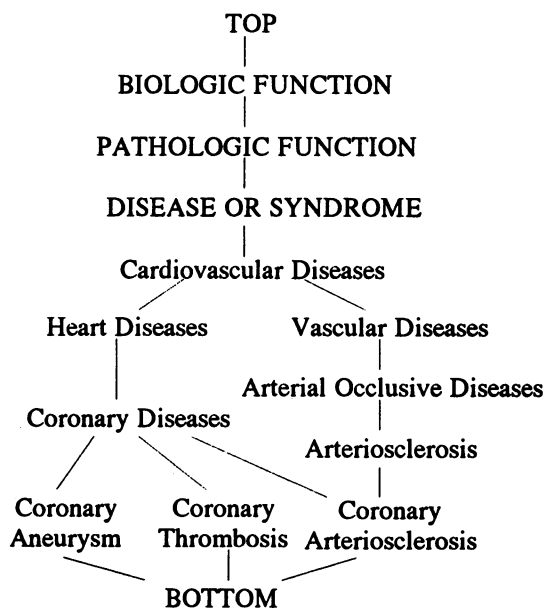 TOP
BIOLOGIC FUNCTION
PATHOLOGIC FUNCTION
DISEASE OR SYNDROME
Cardiovascular Diseases
Heart Diseases
Vascular Diseases
Arterial Occlusive Diseases
Coronary Diseases
Arteriosclerosis
Coronary
Aneurysm
Coronary
Thrombosis
Coronary
Arteriosclerosis
BOTTOM